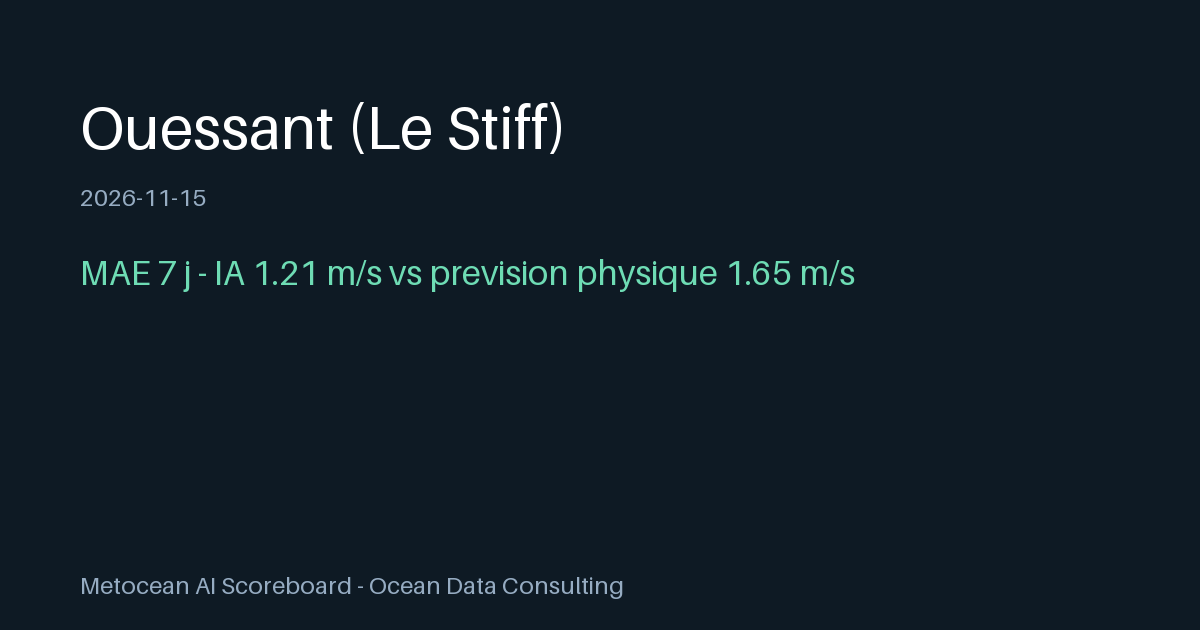 Ouessant (Le Stiff)
2026-11-15
MAE 7 j - IA 1.21 m/s vs prevision physique 1.65 m/s
Metocean AI Scoreboard - Ocean Data Consulting